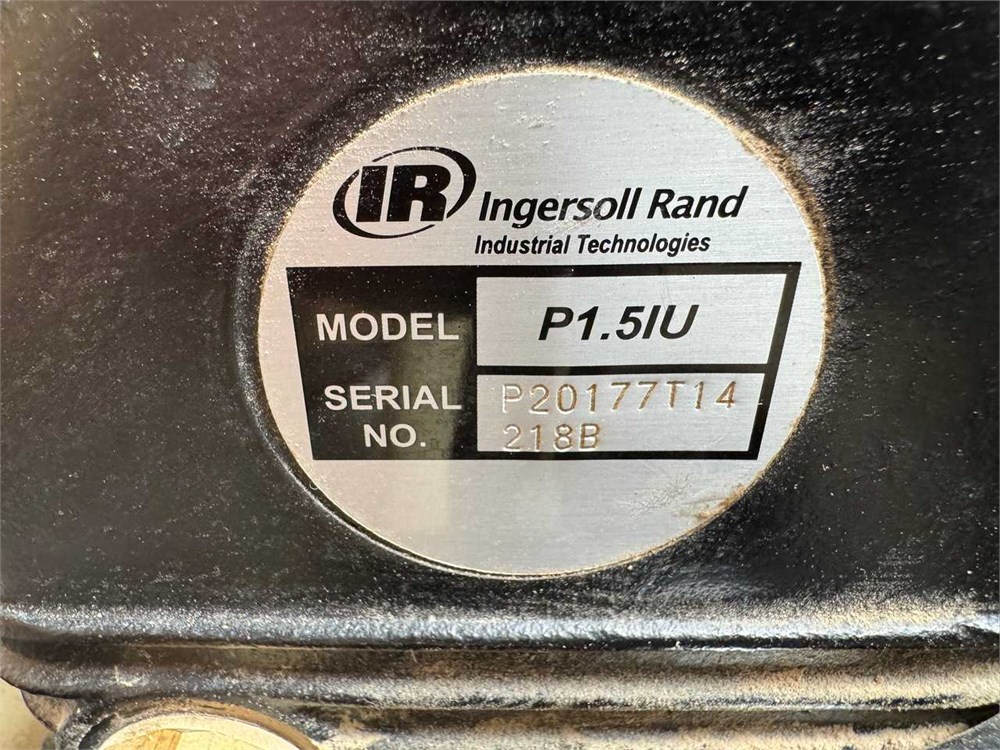 IR Ingersoll Rand
Industrial Technologies
MODEL P1.5IU
SERIAL NO. P20177T14
218B